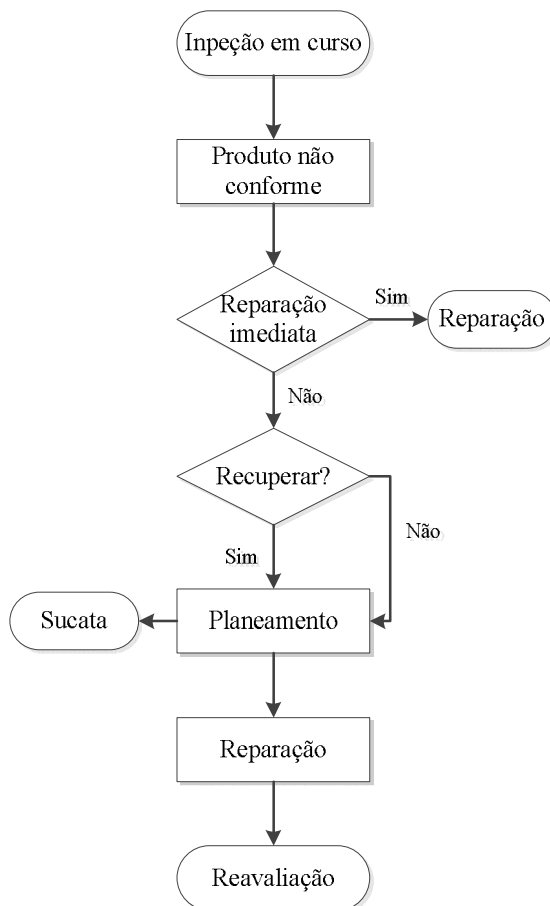 Inpeção em curso
Produto não
conforme
Reparação
imediata
Sim
Reparação
Não
Recuperar?
Não
Sim
Sucata
Planeamento
Reparação
Reavaliação